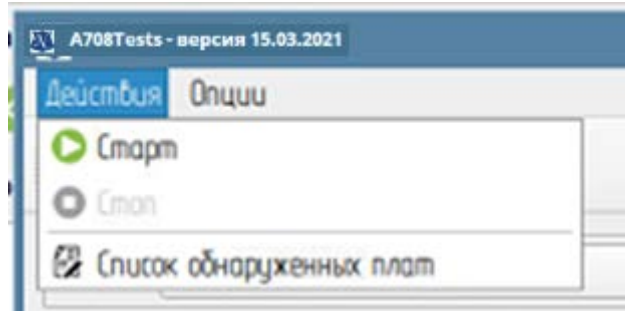 A708Tests - версия 15.03.2021
Действия Опции
Старт
Стоп
Список обнаруженных плат